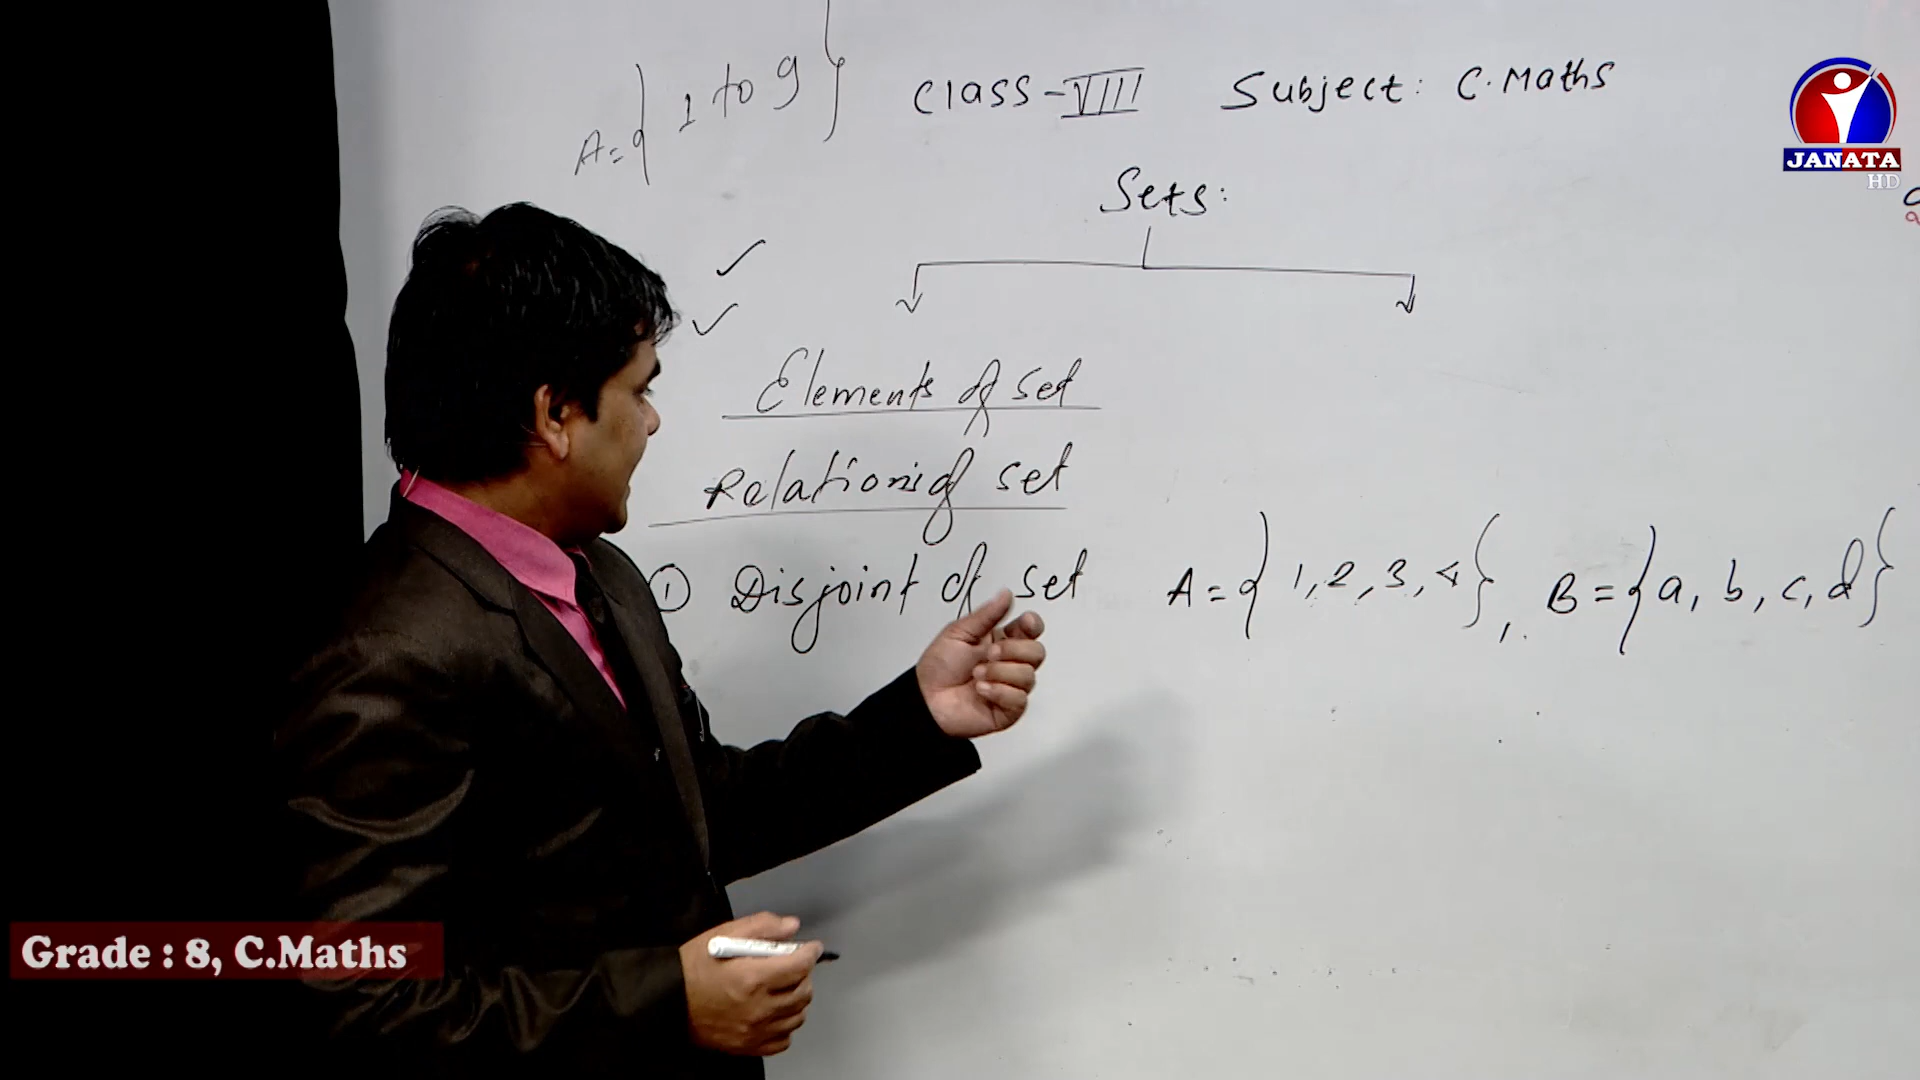 A = { 1 to 9 }
Class - VIII Subject: C.Maths
JANATA
HD
Sets:
Elements of set
Relation's of set
① Disjoint of set A = { 1, 2, 3, 4 }, B = { a, b, c, d }
Grade : 8, C.Maths